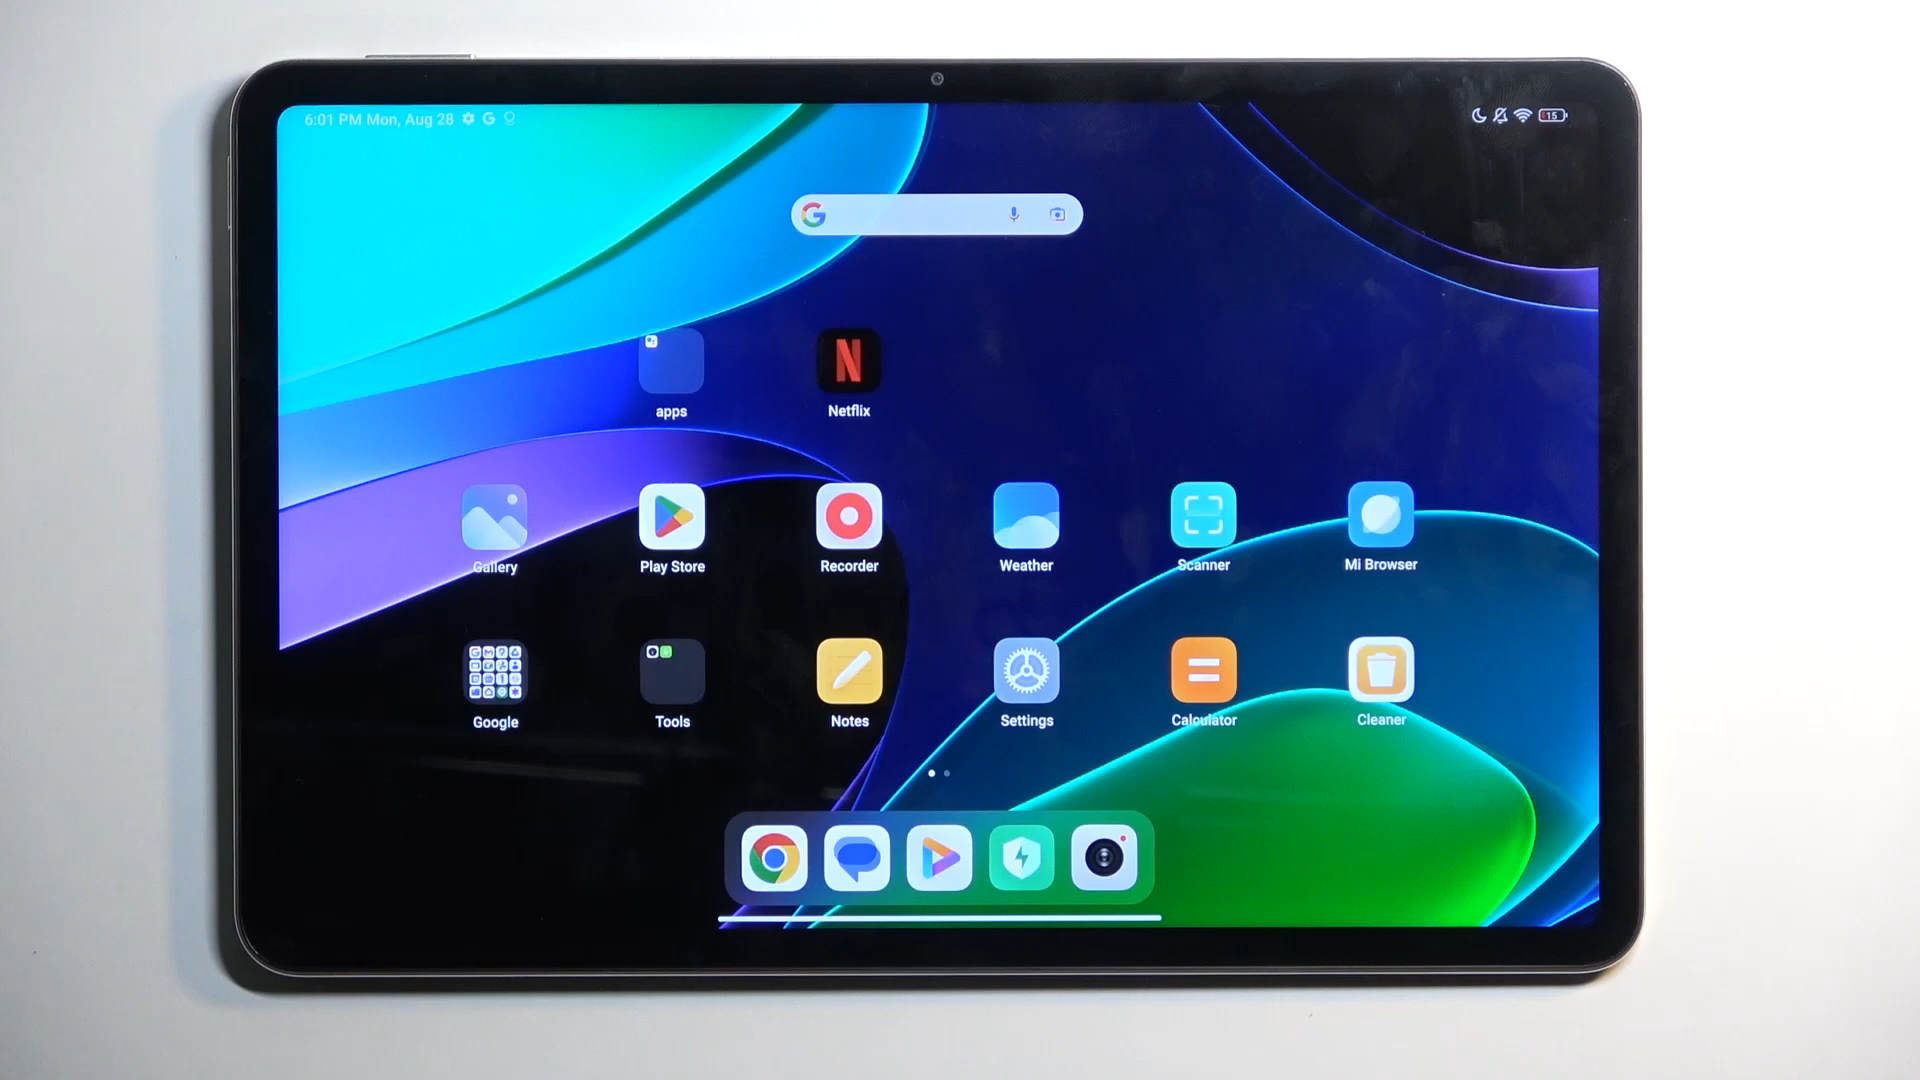 6:01 PM Mon, Aug 28
15
apps
Netflix
Gallery
Play Store
Recorder
Weather
Scanner
Mi Browser
Google
Tools
Notes
Settings
Calculator
Cleaner